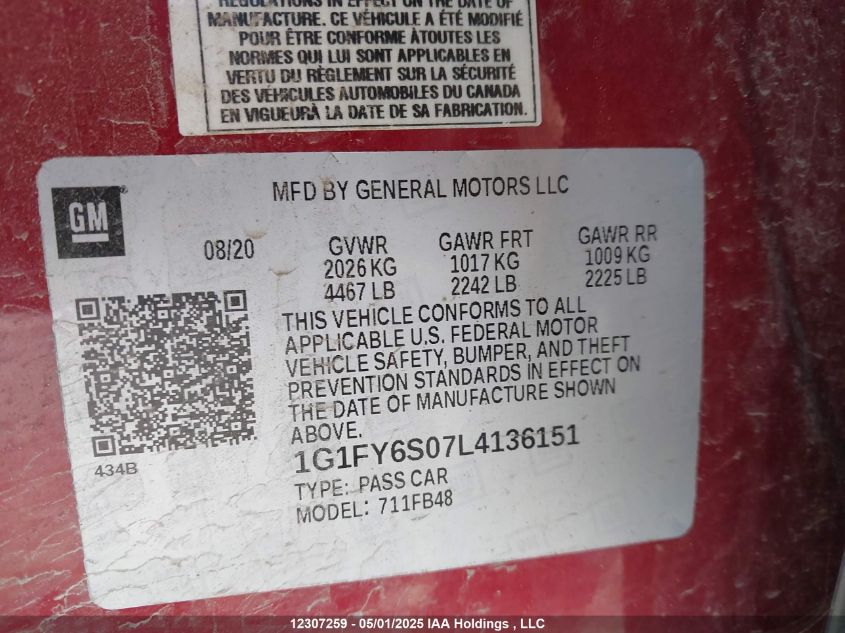 REGULATIONS IN EFFECT ON THE DATE OF
MANUFACTURE. CE VÉHICULE A ÉTÉ MODIFIÉ
POUR ÊTRE CONFORME ÀTOUTES LES
NORMES QUI LUI SONT APPLICABLES EN
VERTU DU RÈGLEMENT SUR LA SÉCURITÉ
DES VÉHICULES AUTOMOBILES DU CANADA
EN VIGUEURÀ LA DATE DE SA FABRICATION.
GM
MFD BY GENERAL MOTORS LLC
08/20 GVWR GAWR FRT GAWR RR
2026 KG 1017 KG 1009 KG
4467 LB 2242 LB 2225 LB
THIS VEHICLE CONFORMS TO ALL
APPLICABLE U.S. FEDERAL MOTOR
VEHICLE SAFETY, BUMPER, AND THEFT
PREVENTION STANDARDS IN EFFECT ON
THE DATE OF MANUFACTURE SHOWN
ABOVE.
434B
1G1FY6S07L4136151
TYPE: PASS CAR
MODEL: 711FB48
12307259 - 05/01/2025 IAA Holdings , LLC